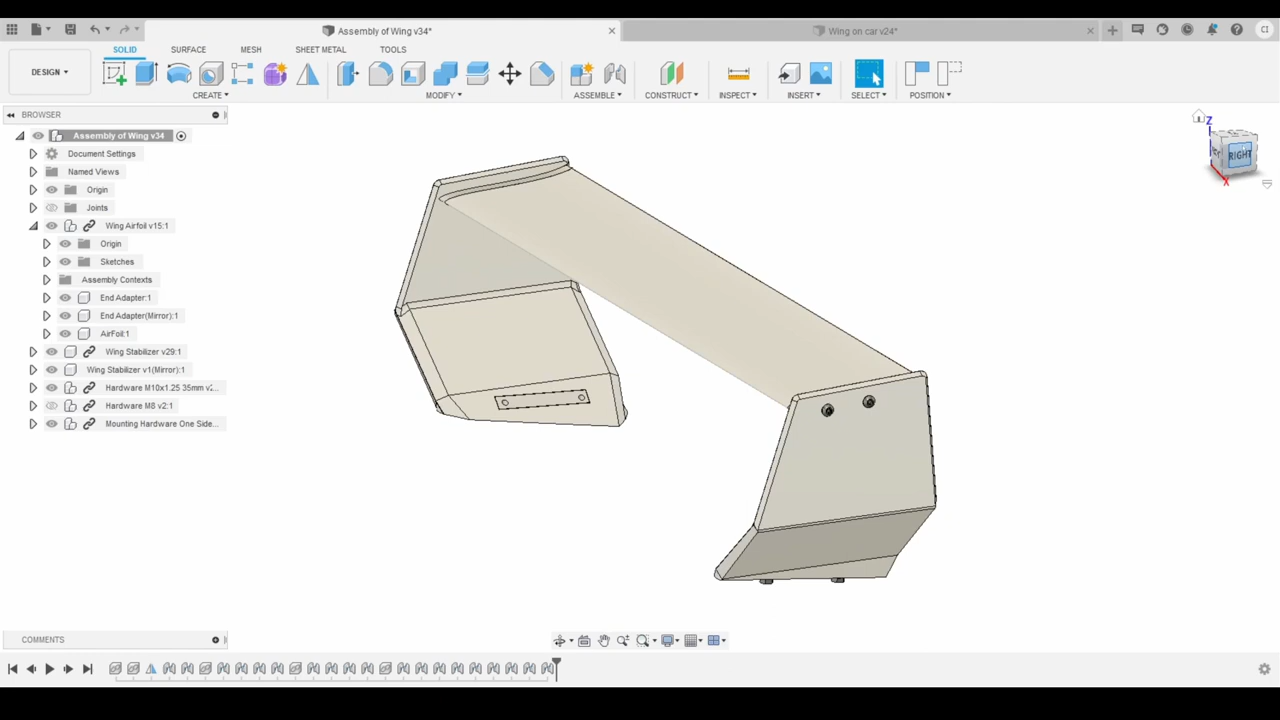 Assembly of Wing v34*
Wing on car v24*
CI
DESIGN
SOLID
SURFACE
MESH
SHEET METAL
TOOLS
CREATE
MODIFY
ASSEMBLE
CONSTRUCT
INSPECT
INSERT
SELECT
POSITION
BROWSER
Assembly of Wing v34
Document Settings
Named Views
Origin
Joints
Wing Airfoil v15:1
Origin
Sketches
Assembly Contexts
End Adapter:1
End Adapter(Mirror):1
AirFoil:1
Wing Stabilizer v29:1
Wing Stabilizer v1(Mirror):1
Hardware M10x1.25 35mm v2...
Hardware M8 v2:1
Mounting Hardware One Side...
Z
RIGHT
X
COMMENTS